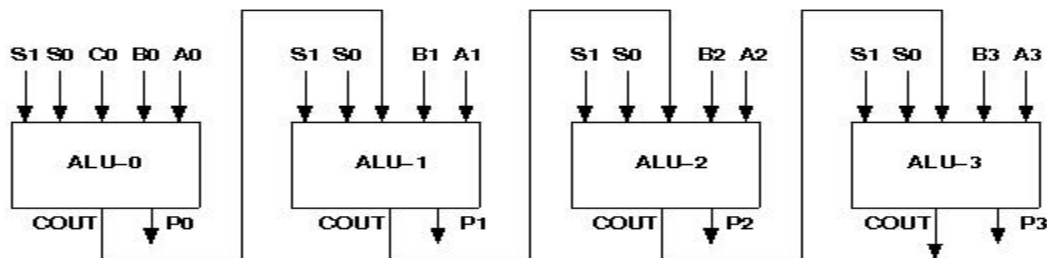 S1 S0 C0 B0 A0 S1 S0 B1 A1 S1 S0 B2 A2 S1 S0 B3 A3
ALU-0 ALU-1 ALU-2 ALU-3
COUT P0 COUT P1 COUT P2 COUT P3